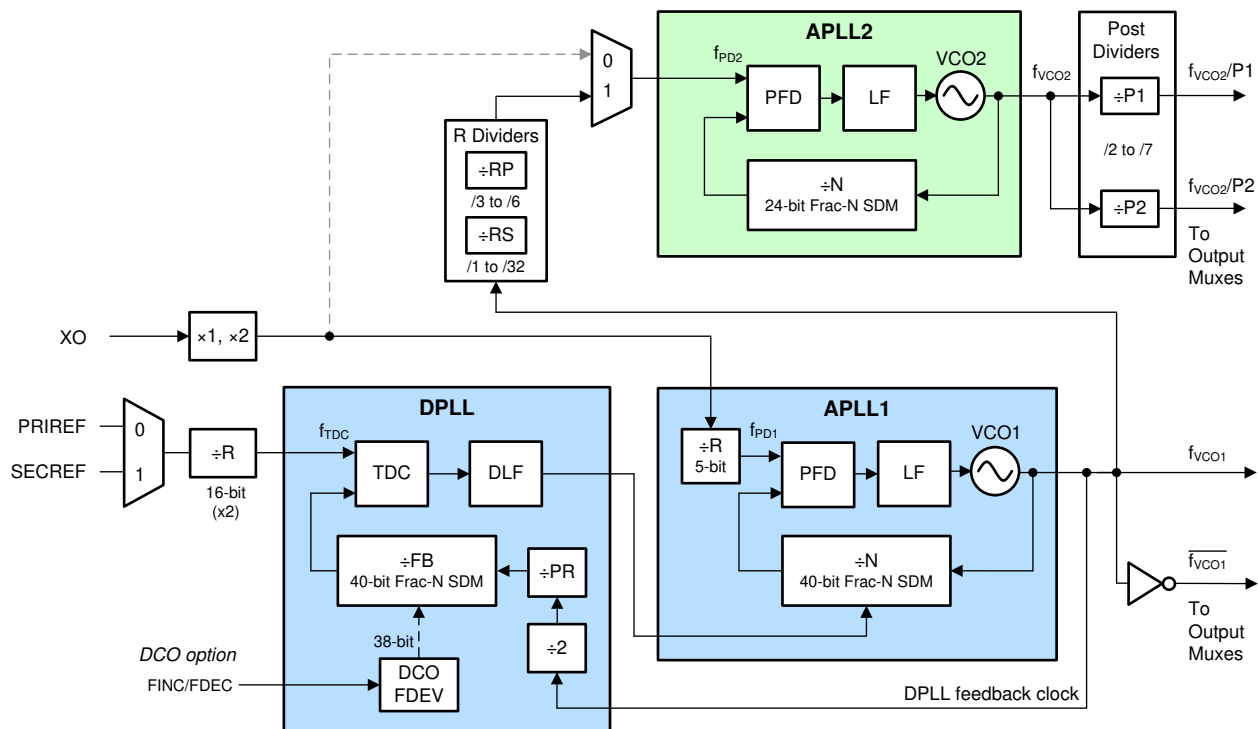 APLL2
Post
Dividers
VCO2
0
1
fPD2
PFD
LF
fVCO2
÷P1
fVCO2/P1
R Dividers
÷RP
/3 to /6
÷RS
/1 to /32
÷N
24-bit Frac-N SDM
/2 to /7
÷P2
fVCO2/P2
To
Output
Muxes
XO
×1, ×2
DPLL
APLL1
PRIREF
SECREF
0
1
÷R
16-bit
(x2)
fTDC
TDC
DLF
÷R
5-bit
fPD1
PFD
LF
VCO1
fVCO1
÷FB
40-bit Frac-N SDM
÷PR
÷N
40-bit Frac-N SDM
fVCO1
To
Output
Muxes
38-bit
÷2
DCO option
FINC/FDEC
DCO
FDEV
DPLL feedback clock